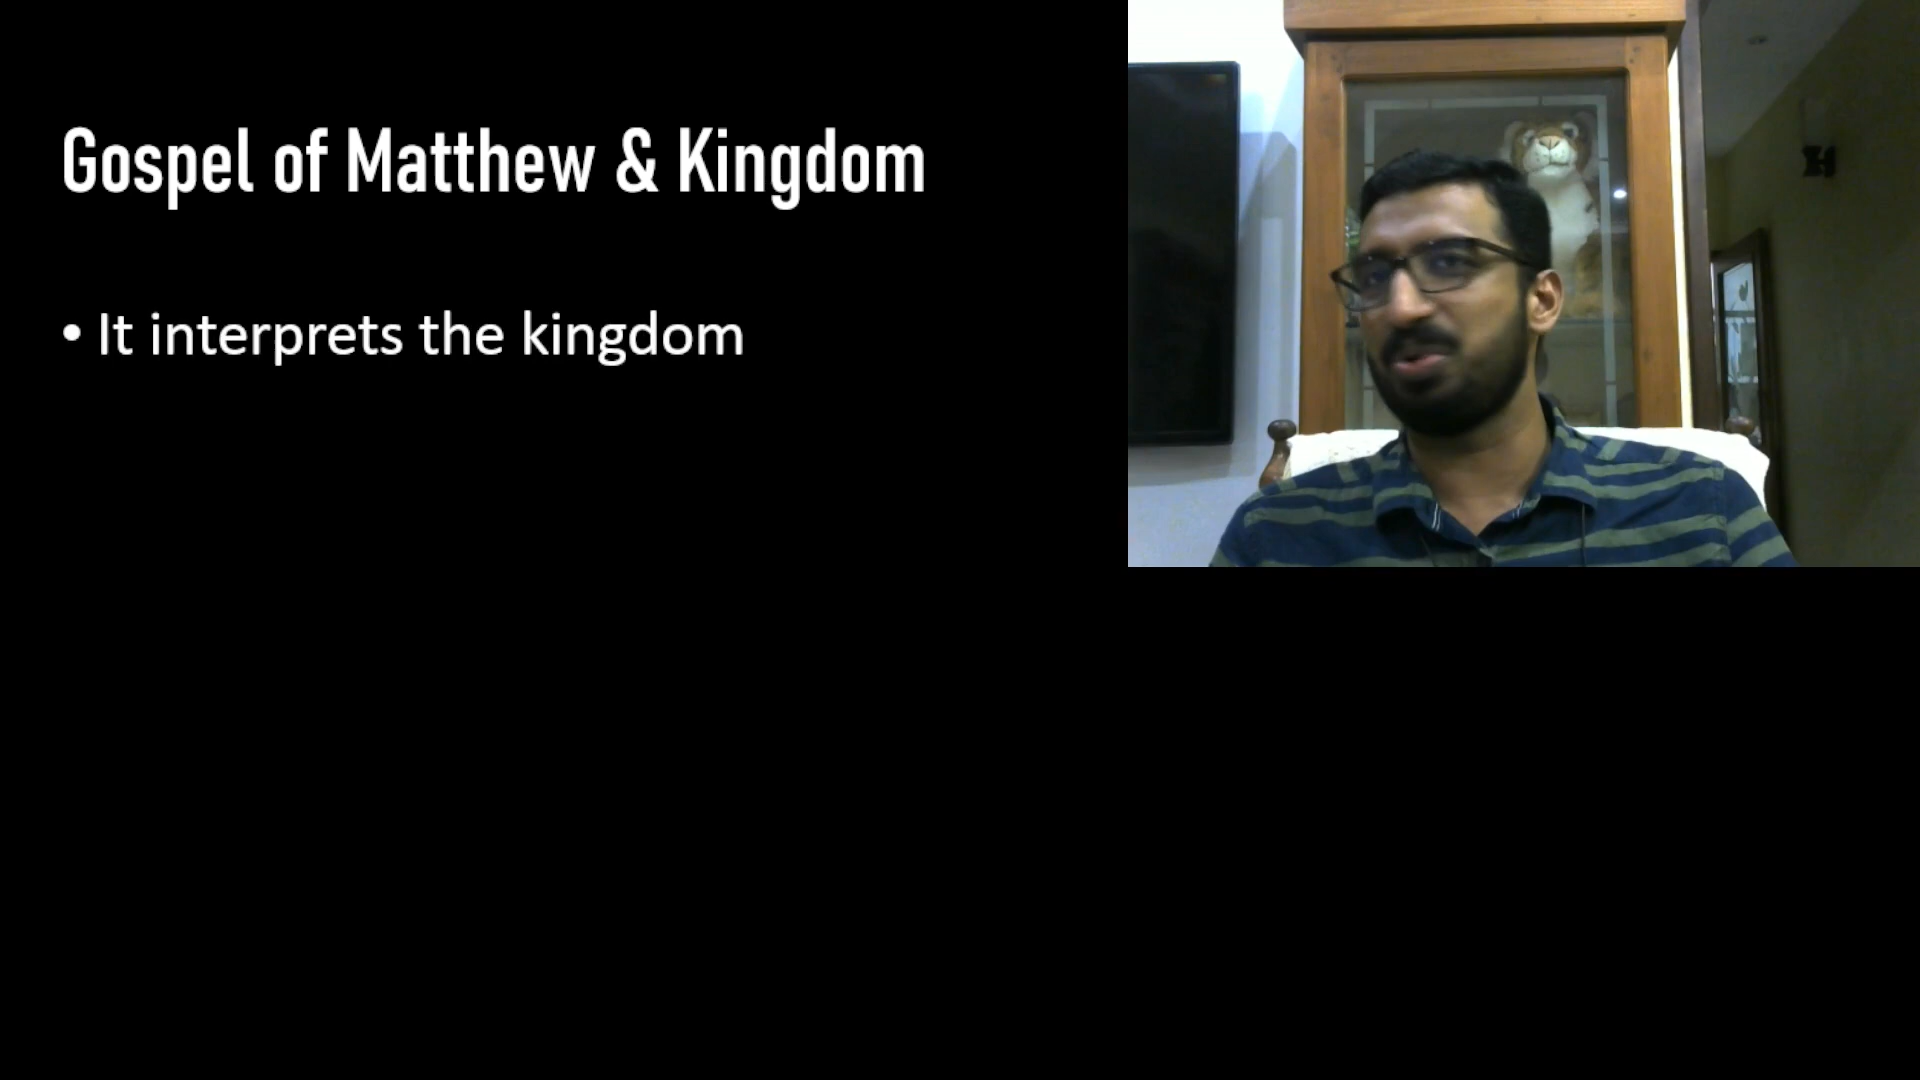 Gospel of Matthew & Kingdom
• It interprets the kingdom